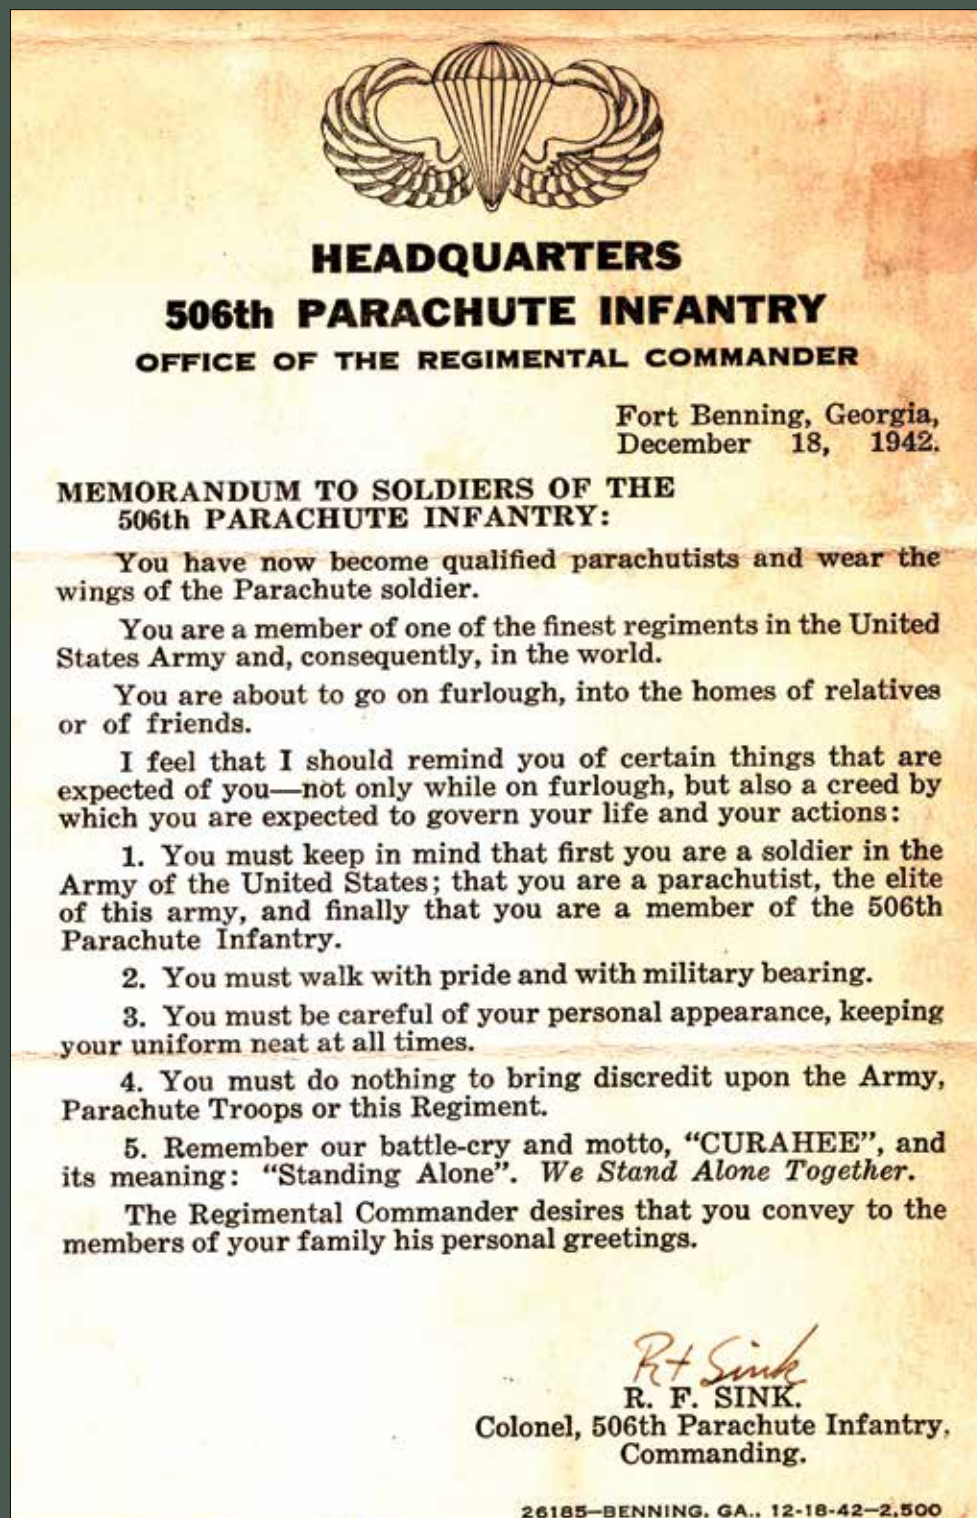 HEADQUARTERS
506th PARACHUTE INFANTRY
OFFICE OF THE REGIMENTAL COMMANDER
Fort Benning, Georgia,
December 18, 1942.
MEMORANDUM TO SOLDIERS OF THE
506th PARACHUTE INFANTRY:
You have now become qualified parachutists and wear the
wings of the Parachute soldier.
You are a member of one of the finest regiments in the United
States Army and, consequently, in the world.
You are about to go on furlough, into the homes of relatives
or of friends.
I feel that I should remind you of certain things that are
expected of you—not only while on furlough, but also a creed by
which you are expected to govern your life and your actions:
1. You must keep in mind that first you are a soldier in the
Army of the United States; that you are a parachutist, the elite
of this army, and finally that you are a member of the 506th
Parachute Infantry.
2. You must walk with pride and with military bearing.
3. You must be careful of your personal appearance, keeping
your uniform neat at all times.
4. You must do nothing to bring discredit upon the Army,
Parachute Troops or this Regiment.
5. Remember our battle-cry and motto, “CURAHEE”, and
its meaning: “Standing Alone”. We Stand Alone Together.
The Regimental Commander desires that you convey to the
members of your family his personal greetings.
R F Sink
R. F. SINK.
Colonel, 506th Parachute Infantry,
Commanding.
26185—BENNING, GA., 12-18-42—2,500